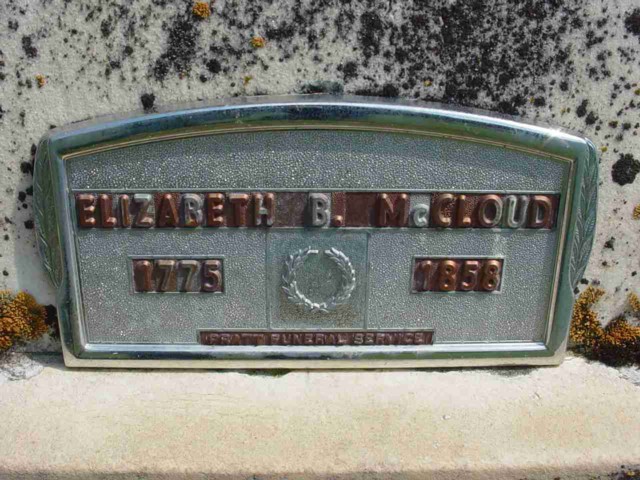 ELIZABETH B. McCLOUD
1775 1858
PRATT FUNERAL SERVICE